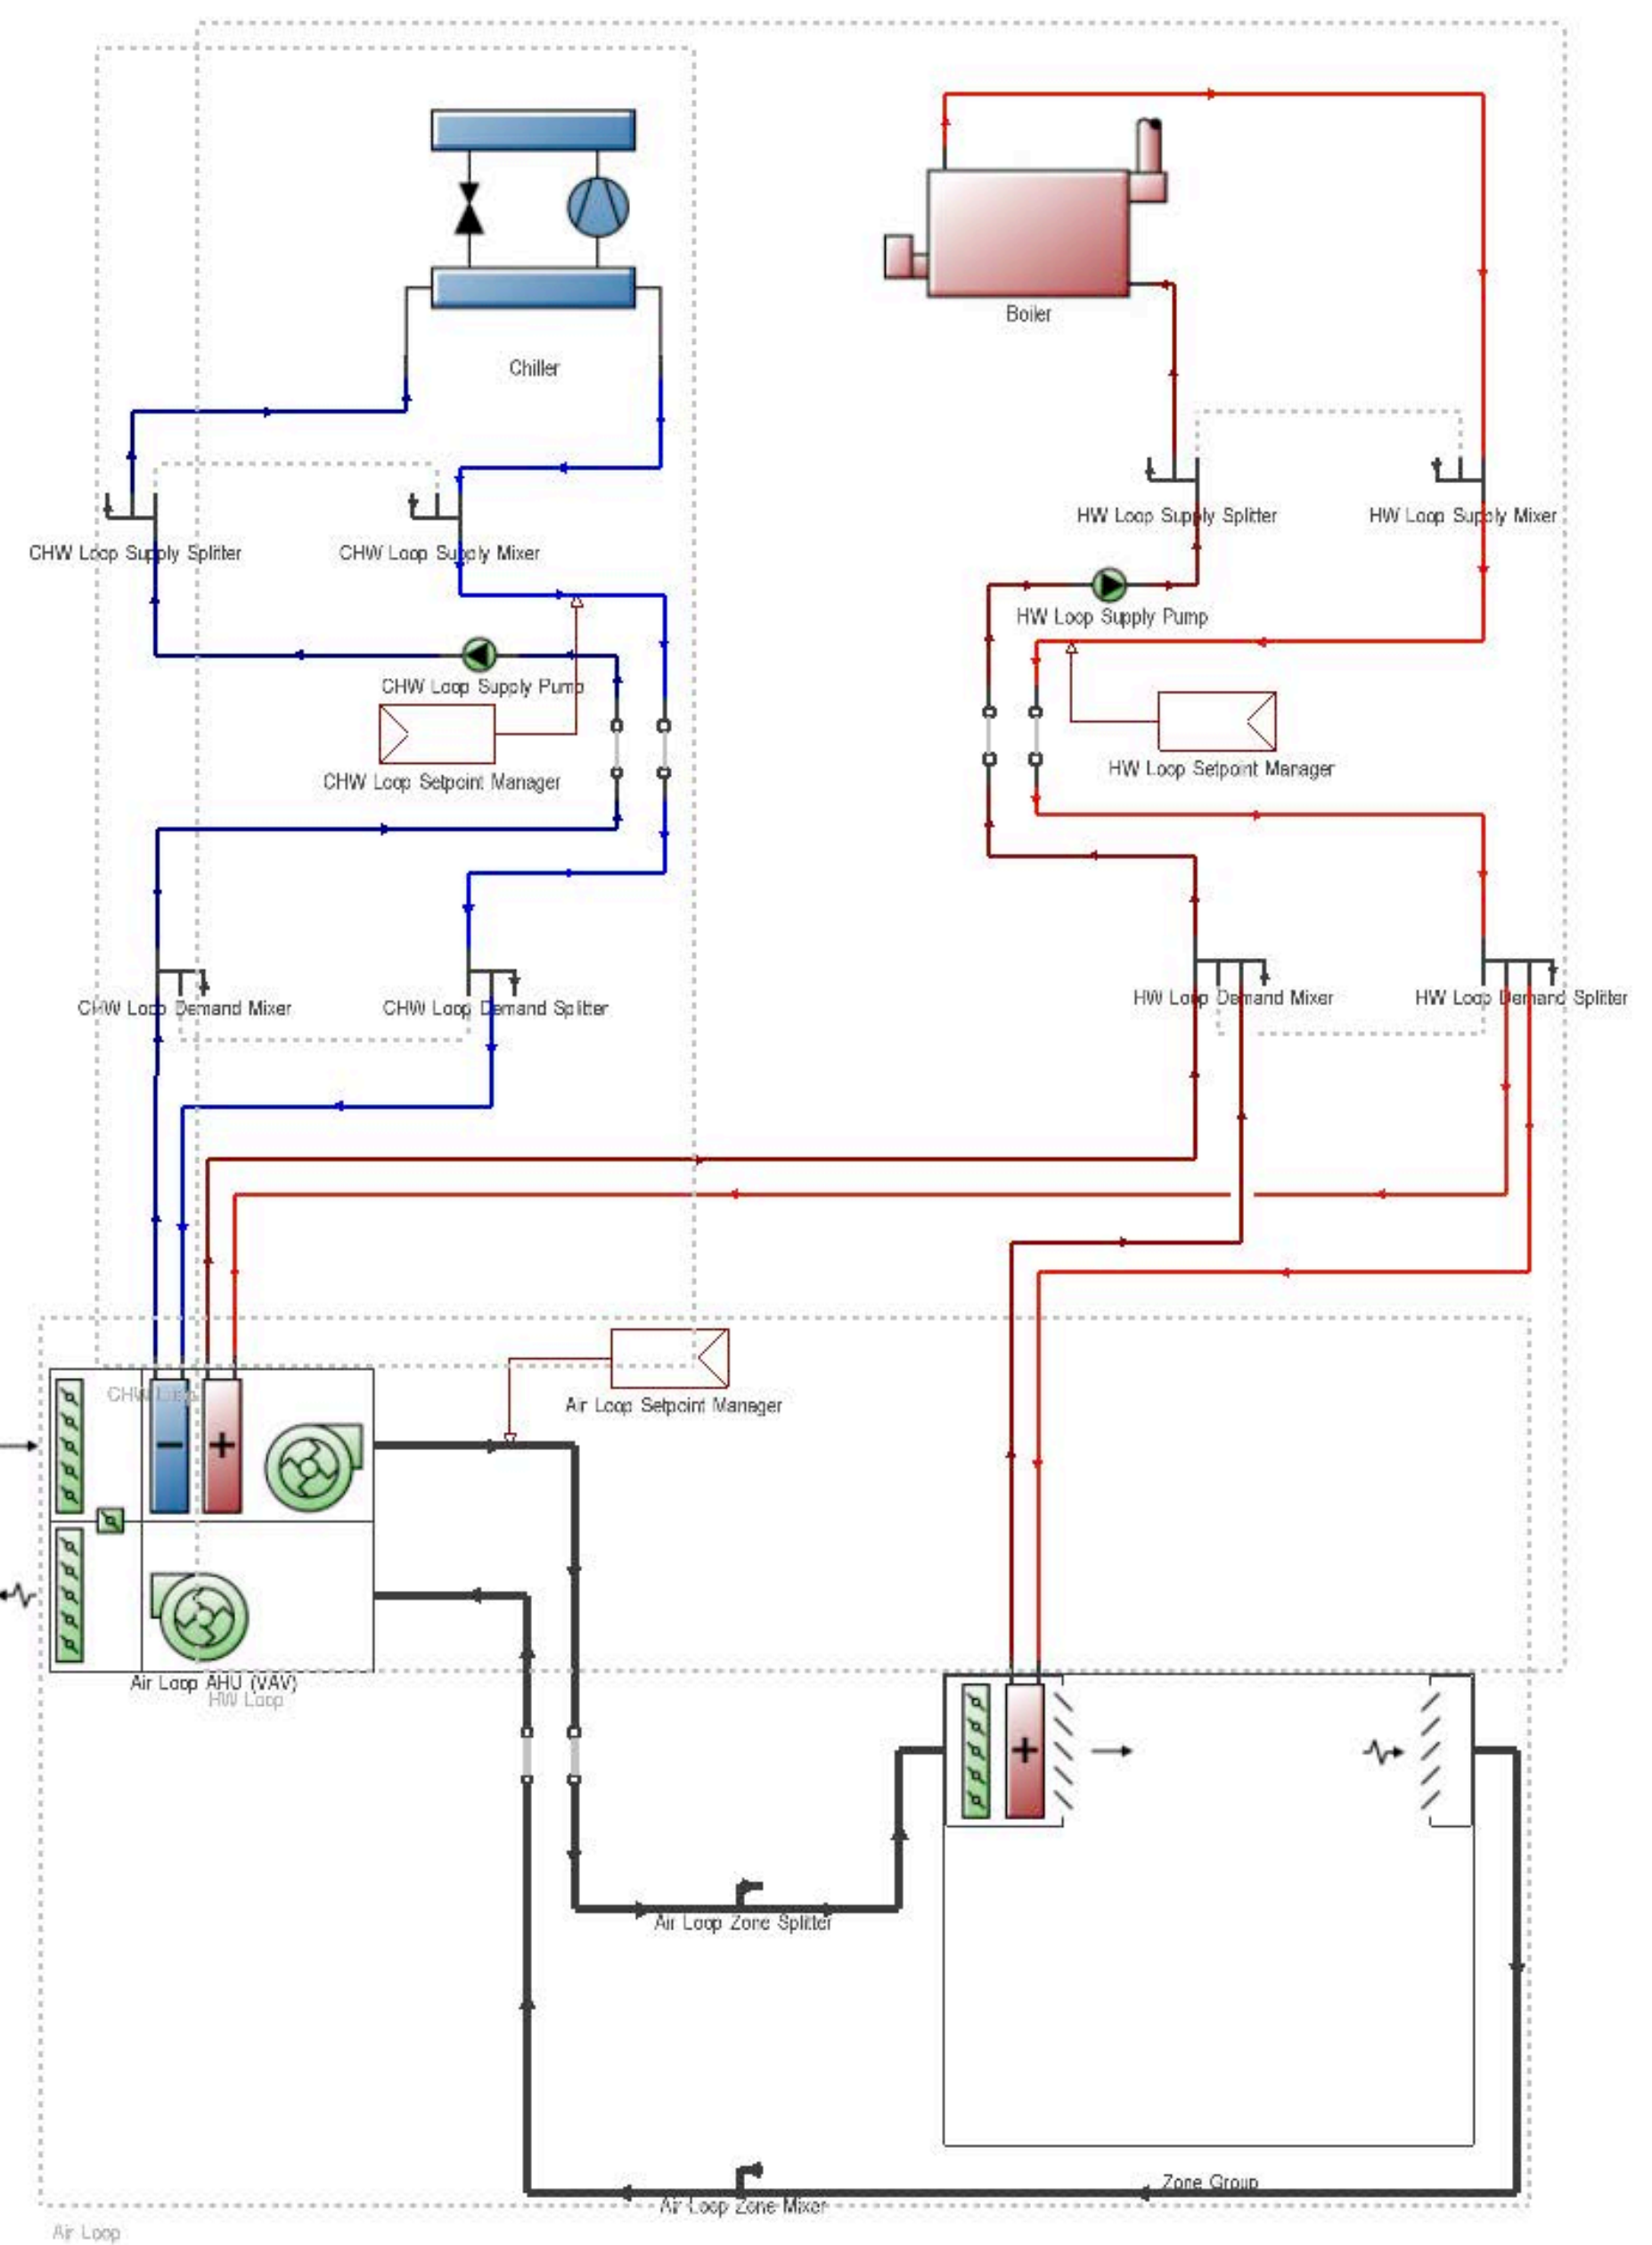 Boiler
Chiller
HW Loop Supply Splitter
HW Loop Supply Mixer
CHW Loop Supply Splitter
CHW Loop Supply Mixer
HW Loop Supply Pump
CHW Loop Supply Pump
HW Loop Setpoint Manager
CHW Loop Setpoint Manager
HW Loop Demand Mixer
HW Loop Demand Splitter
CHW Loop Demand Mixer
CHW Loop Demand Splitter
CHW Loop
Air Loop Setpoint Manager
Air Loop AHU (VAV)
HW Loop
Air Loop Zone Splitter
Zone Group
Air Loop Zone Mixer
Air Loop